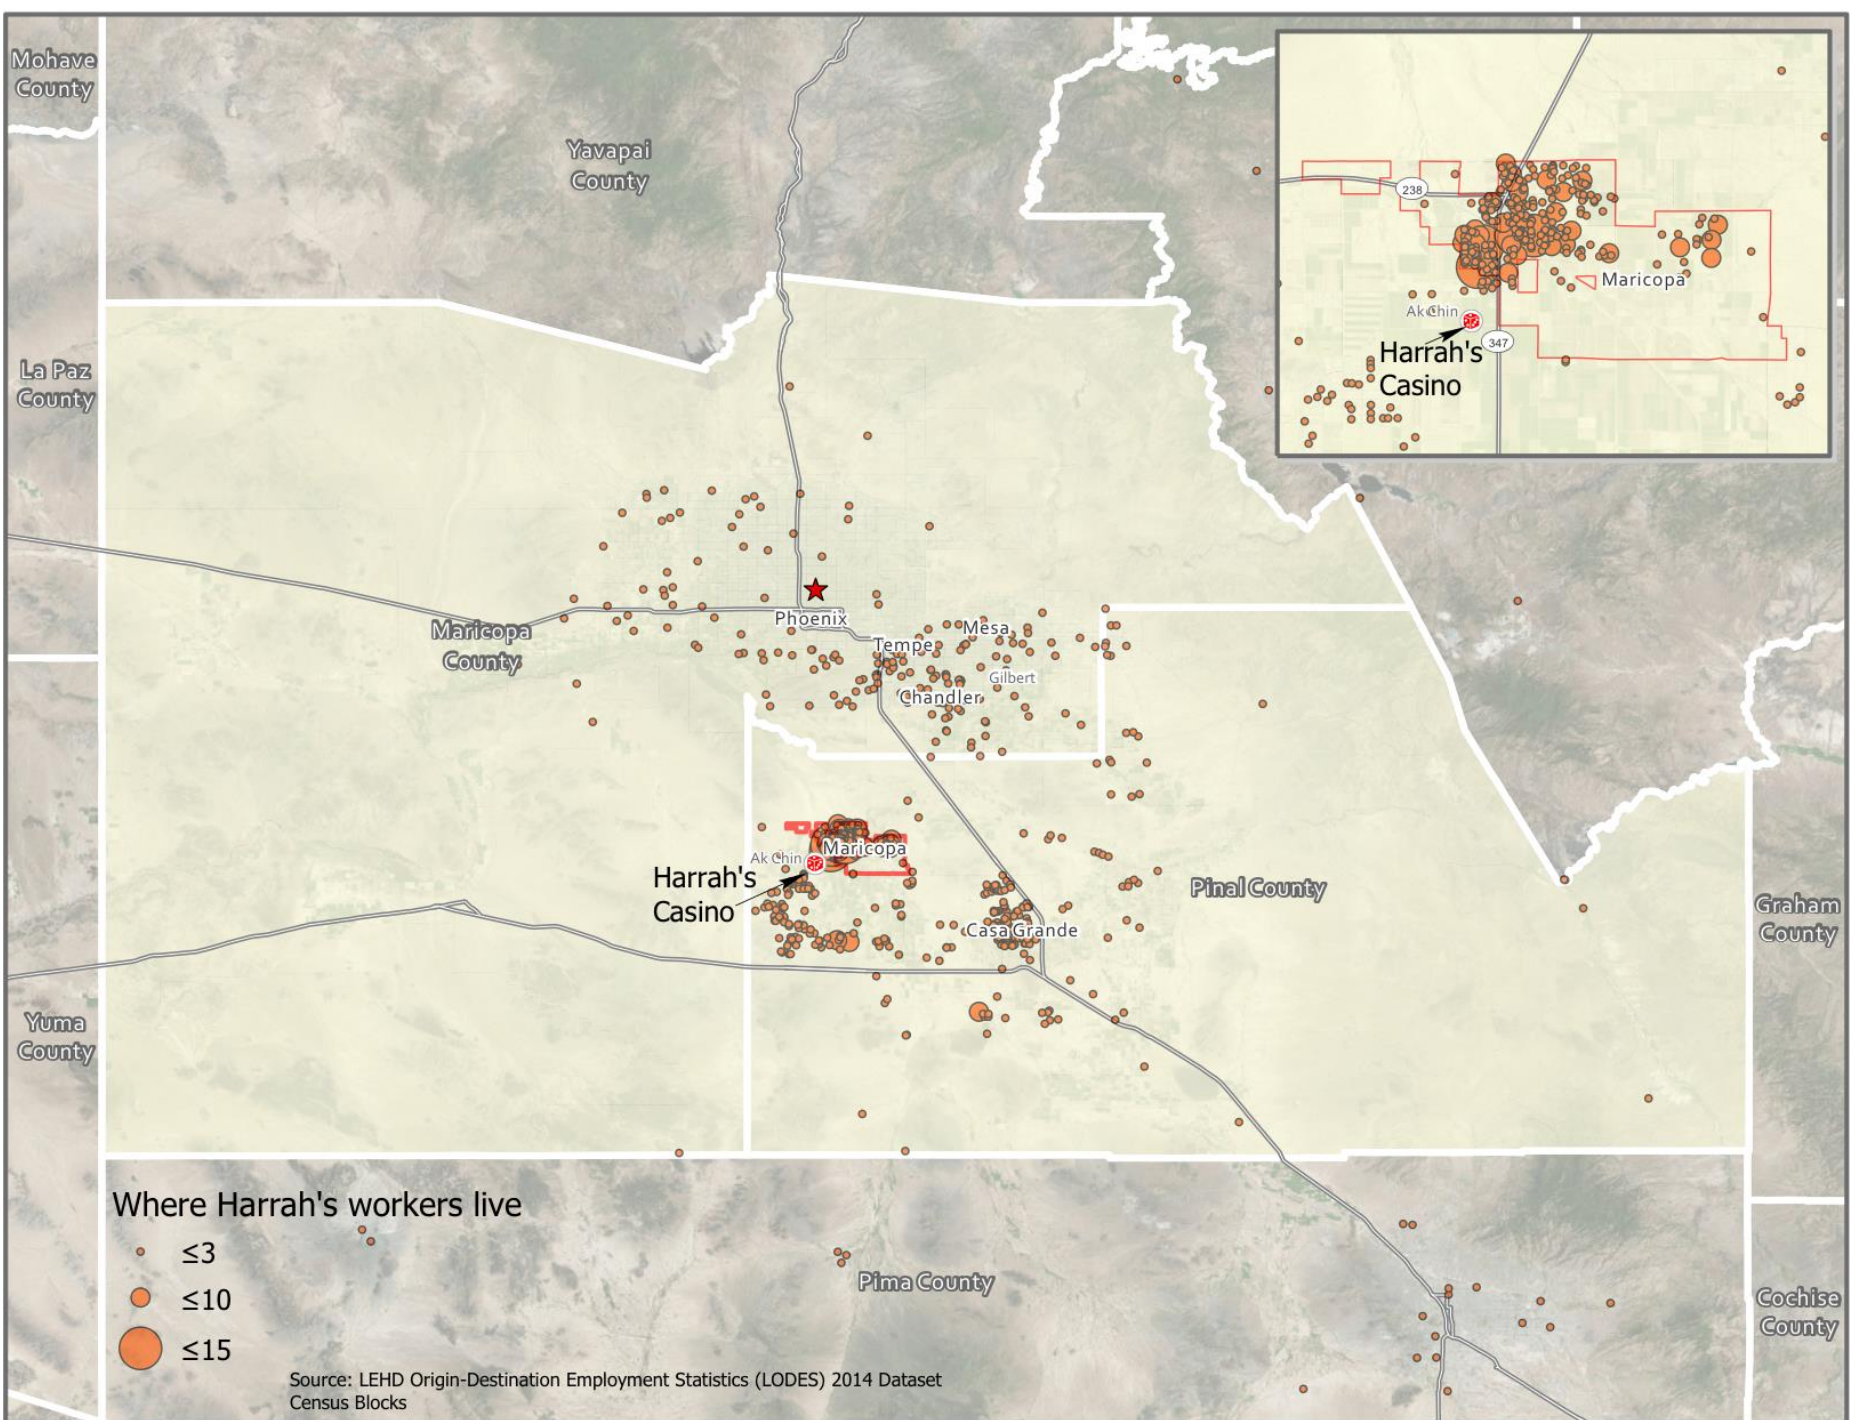 Mohave
County
Yavapai
County
238
Maricopa
Ak Chin
347
Harrah's
Casino
La Paz
County
Phoenix
Maricopa
County
Mesa
Tempe
Gilbert
Chandler
Maricopa
Ak Chin
Harrah's
Casino
Pinal County
Casa Grande
Graham
County
Yuma
County
Where Harrah's workers live
≤3
≤10
≤15
Pima County
Cochise
County
Source: LEHD Origin-Destination Employment Statistics (LODES) 2014 Dataset
Census Blocks